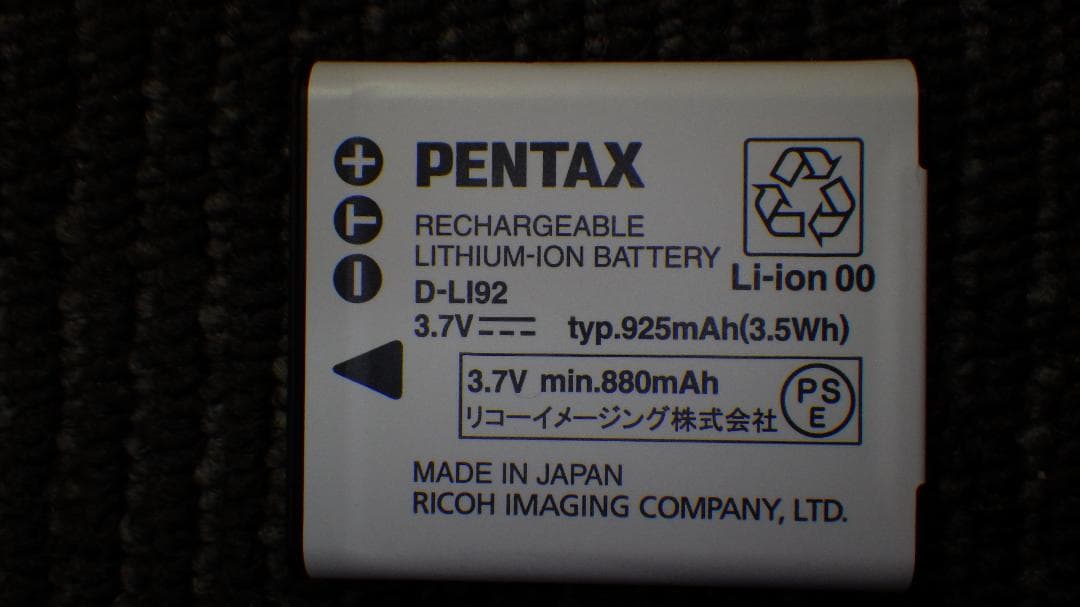 PENTAX
RECHARGEABLE
LITHIUM-ION BATTERY
D-LI92
3.7V typ.925mAh(3.5Wh)
Li-ion 00
+
T
-
3.7V min.880mAh
リコーイメージング株式会社
PS
E
MADE IN JAPAN
RICOH IMAGING COMPANY, LTD.